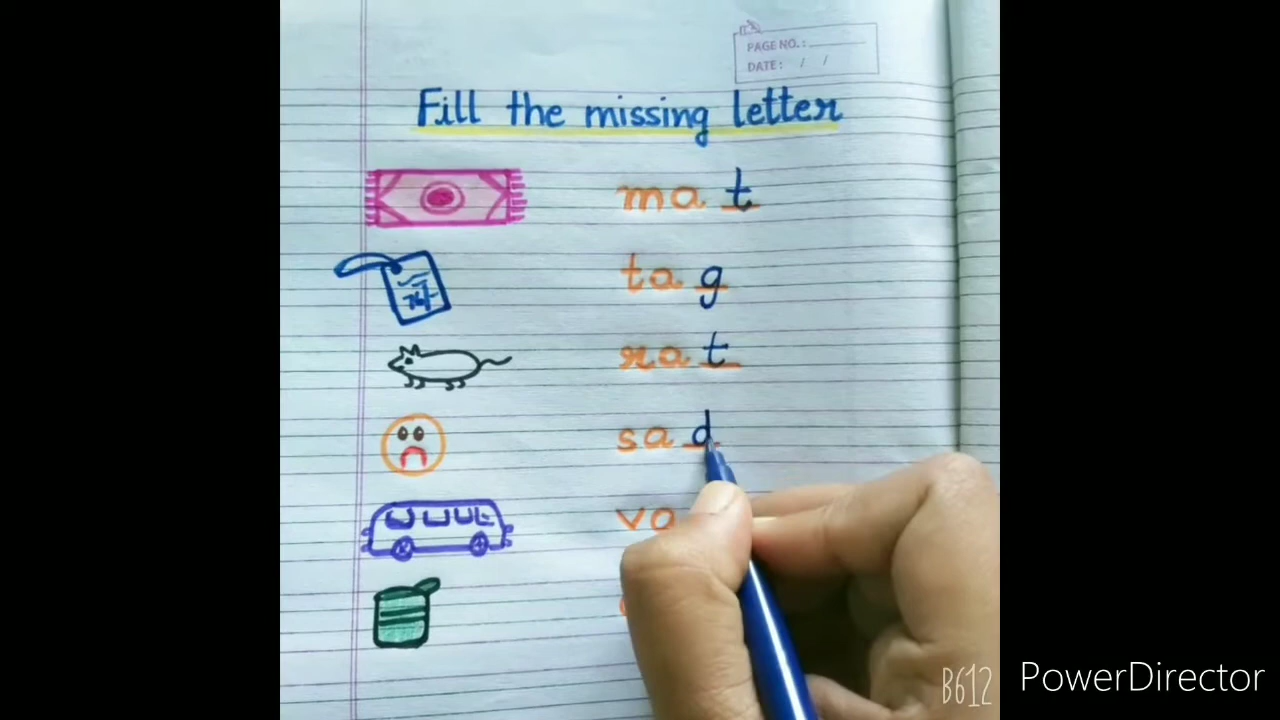 PAGE NO.:
DATE: / /
Fill the missing letter
mat
tag
rat
sad
va
B612 PowerDirector